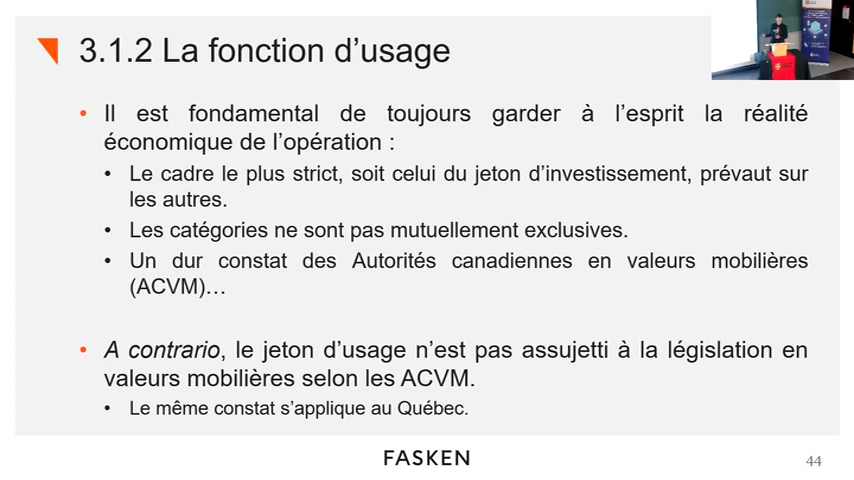 3.1.2 La fonction d’usage
• Il est fondamental de toujours garder à l’esprit la réalité
économique de l’opération :
• Le cadre le plus strict, soit celui du jeton d’investissement, prévaut sur
les autres.
• Les catégories ne sont pas mutuellement exclusives.
• Un dur constat des Autorités canadiennes en valeurs mobilières
(ACVM)…
• A contrario, le jeton d’usage n’est pas assujetti à la législation en
valeurs mobilières selon les ACVM.
• Le même constat s’applique au Québec.
FASKEN
44